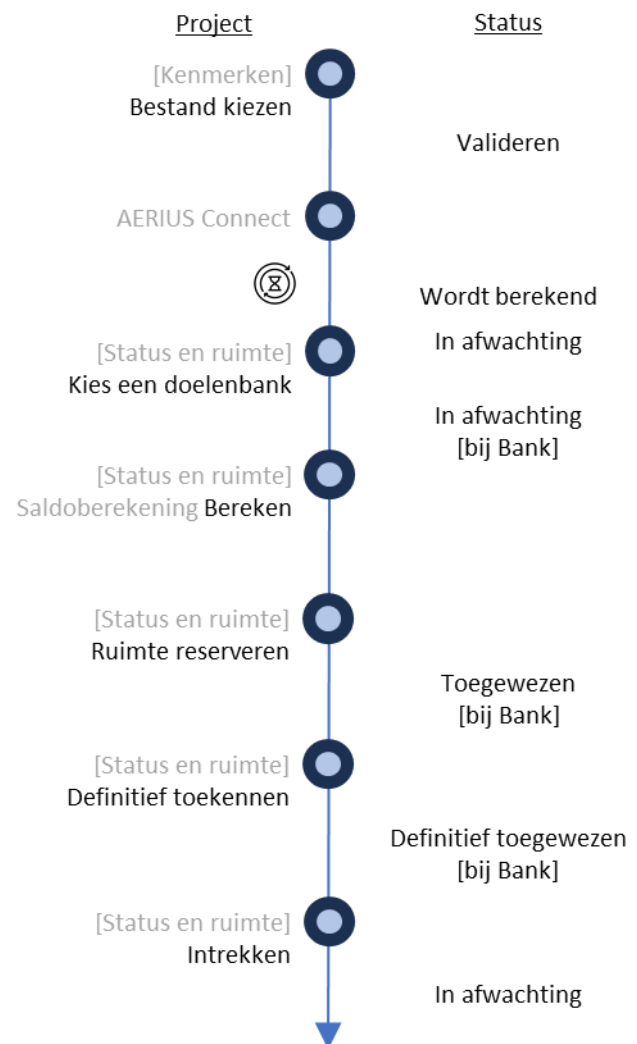 Project
Status
[Kenmerken]
Bestand kiezen
Valideren
AERIUS Connect
Wordt berekend
In afwachting
[Status en ruimte]
Kies een doelenbank
In afwachting
[bij Bank]
[Status en ruimte]
Saldoberekening Bereken
[Status en ruimte]
Ruimte reserveren
Toegewezen
[bij Bank]
[Status en ruimte]
Definitief toekennen
Definitief toegewezen
[bij Bank]
[Status en ruimte]
Intrekken
In afwachting